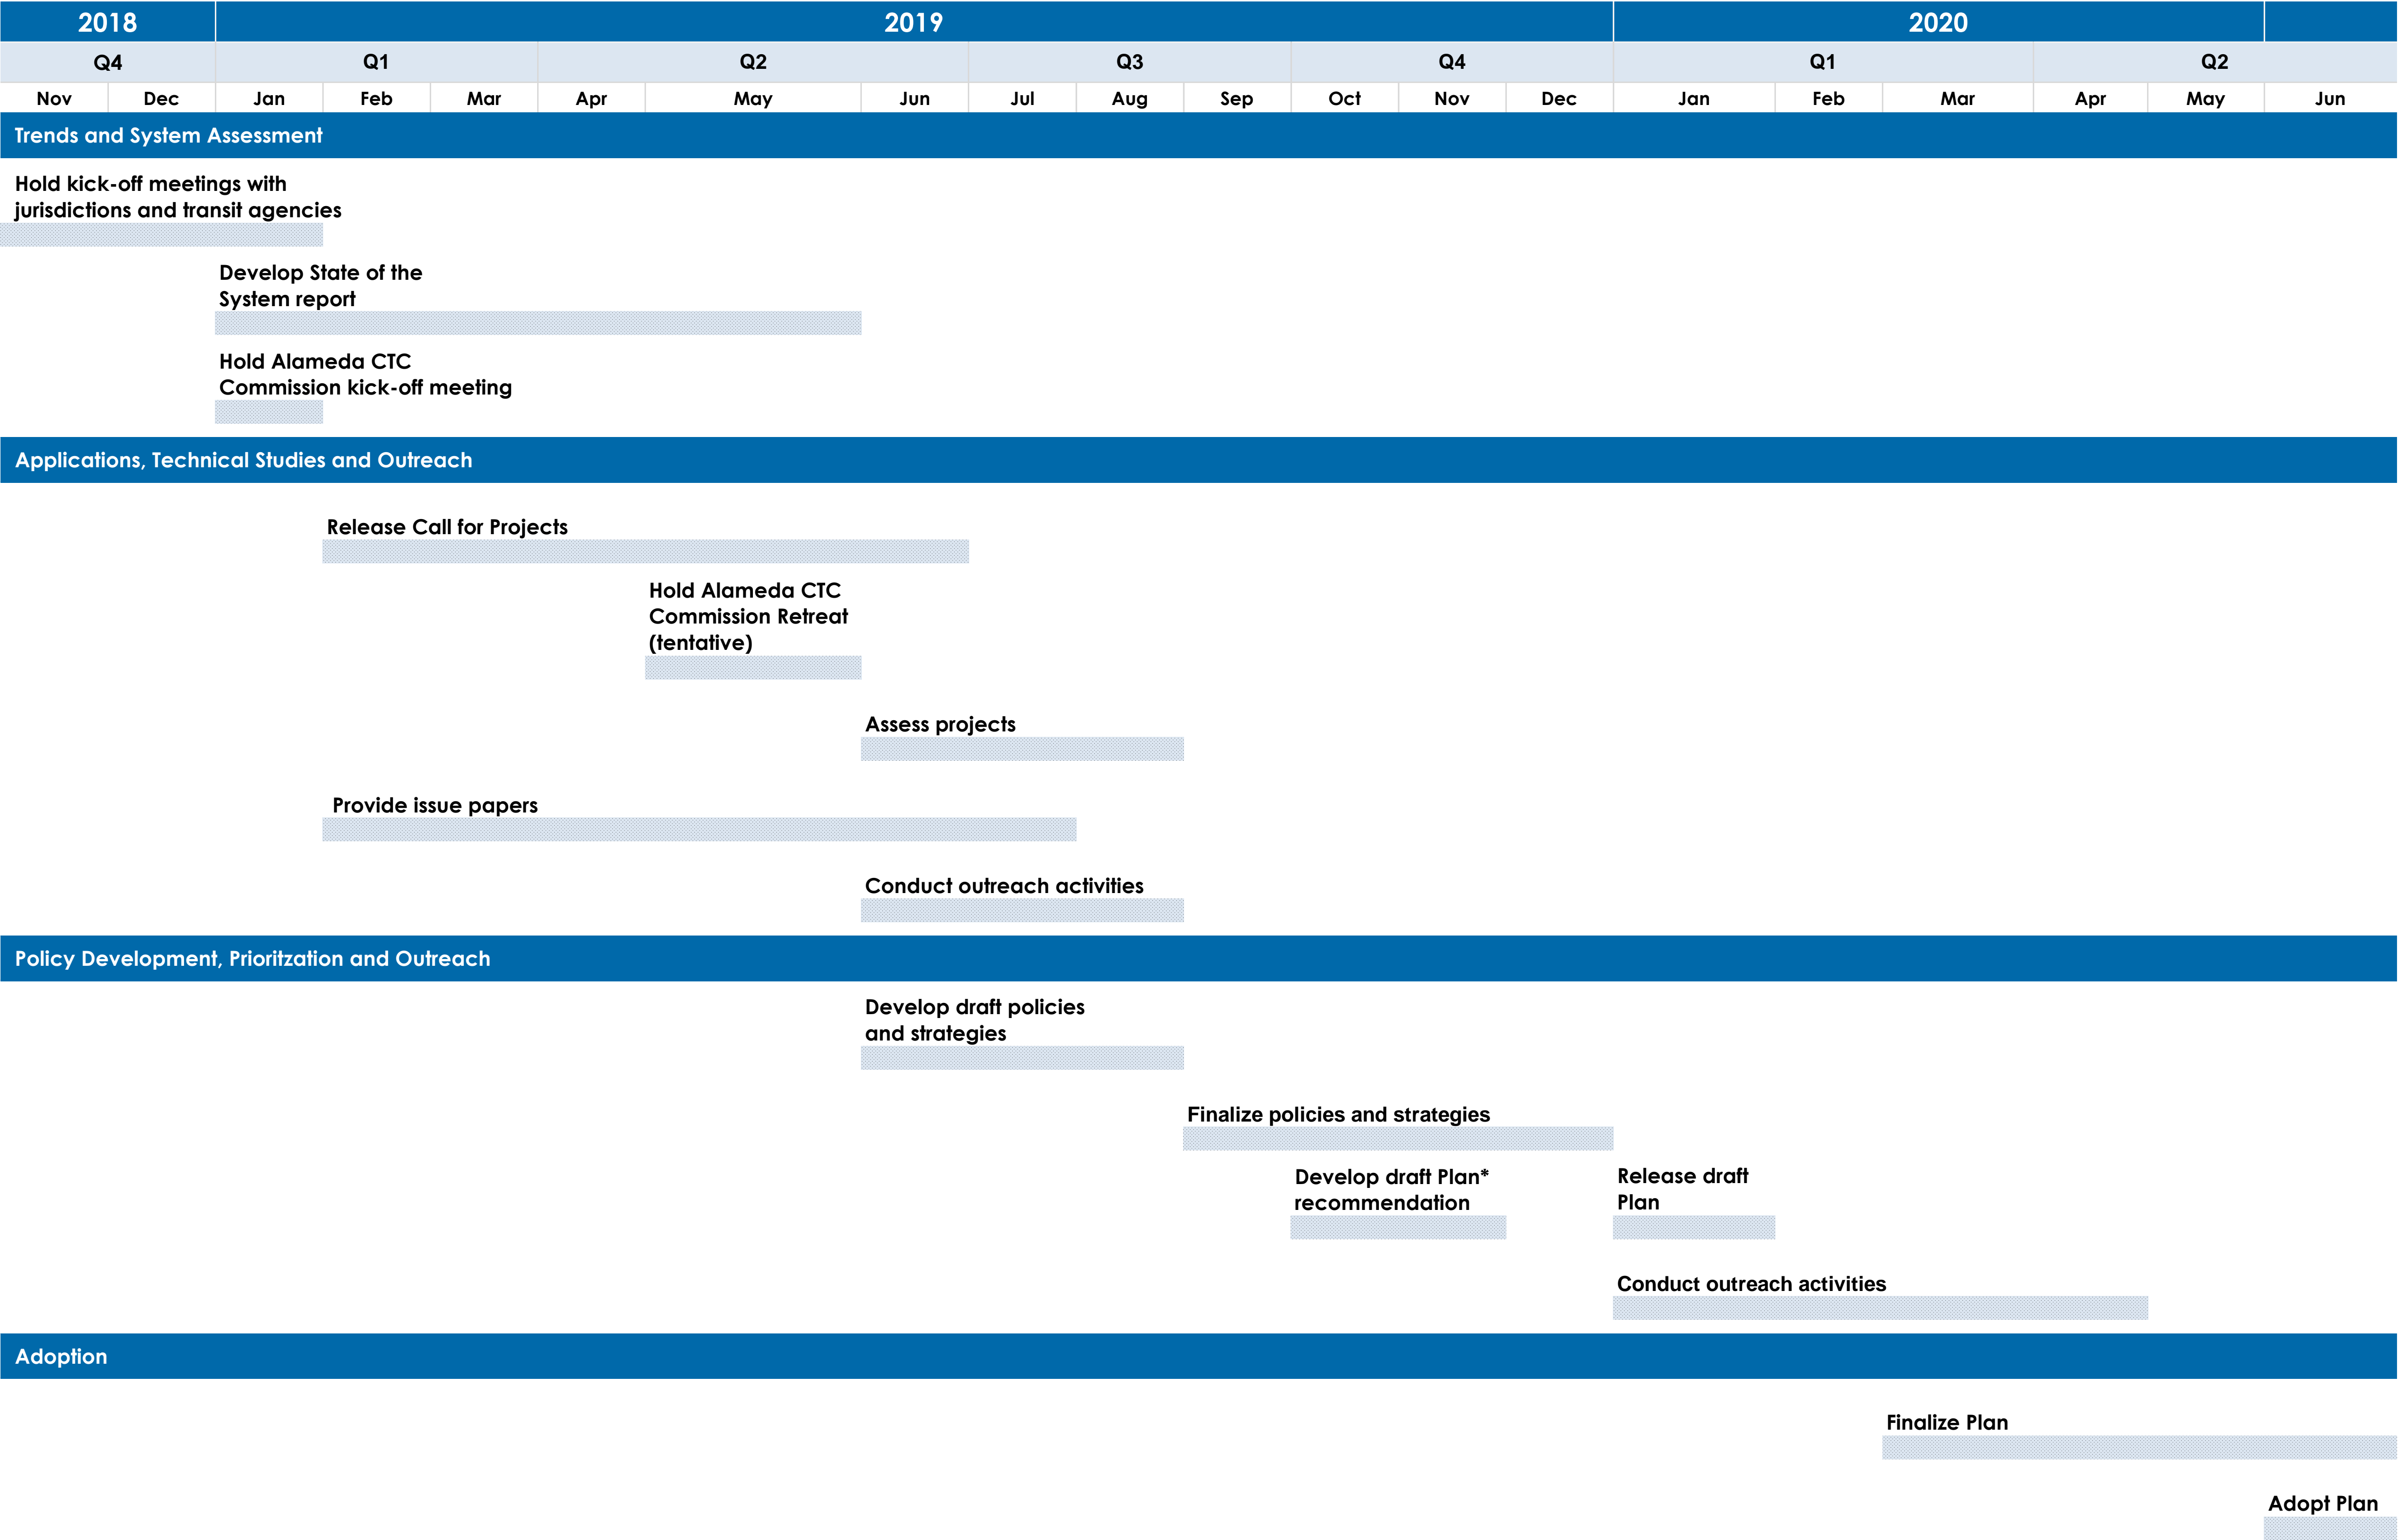 2018 2019 2020
Q4 Q1 Q2 Q3 Q4 Q1 Q2
Nov Dec Jan Feb Mar Apr May Jun Jul Aug Sep Oct Nov Dec Jan Feb Mar Apr May Jun
Trends and System Assessment
Hold kick-off meetings with
jurisdictions and transit agencies
Develop State of the
System report
Hold Alameda CTC
Commission kick-off meeting
Applications, Technical Studies and Outreach
Release Call for Projects
Hold Alameda CTC
Commission Retreat
(tentative)
Assess projects
Provide issue papers
Conduct outreach activities
Policy Development, Prioritzation and Outreach
Develop draft policies
and strategies
Finalize policies and strategies
Develop draft Plan*
recommendation
Release draft
Plan
Conduct outreach activities
Adoption
Finalize Plan
Adopt Plan